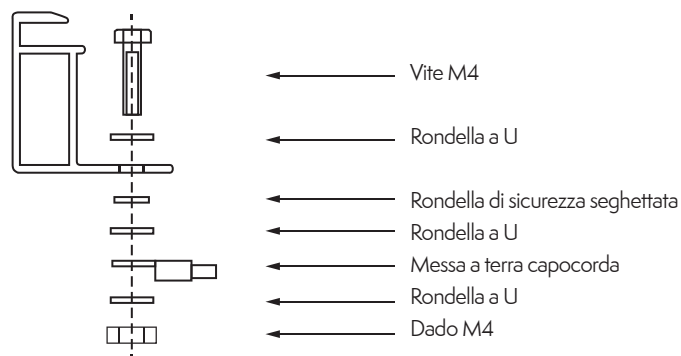 Vite M4
Rondella a U
Rondella di sicurezza seghettata
Rondella a U
Messa a terra capocorda
Rondella a U
Dado M4